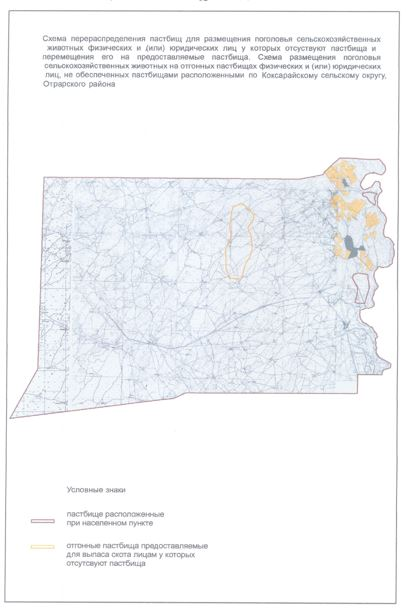 Схема перераспределения пастбищ для размещения поголовья сельскохозяйственных
животных физических и (или) юридических лиц у которых отсуствуют пастбища и
перемещения его на предоставляемые пастбища. Схема размещения поголовья
сельскохозяйственных животных на отгонных пастбищах физических и (или) юридических
лиц, не обеспеченных пастбищами расположенными по Коксарайскому сельскому округу,
Отрарского района
Условные знаки
пастбище расположенные
при населенном пункте
отгонные пастбища предоставляемые
для выпаса скота лицам у которых
отсутсвуют пастбища